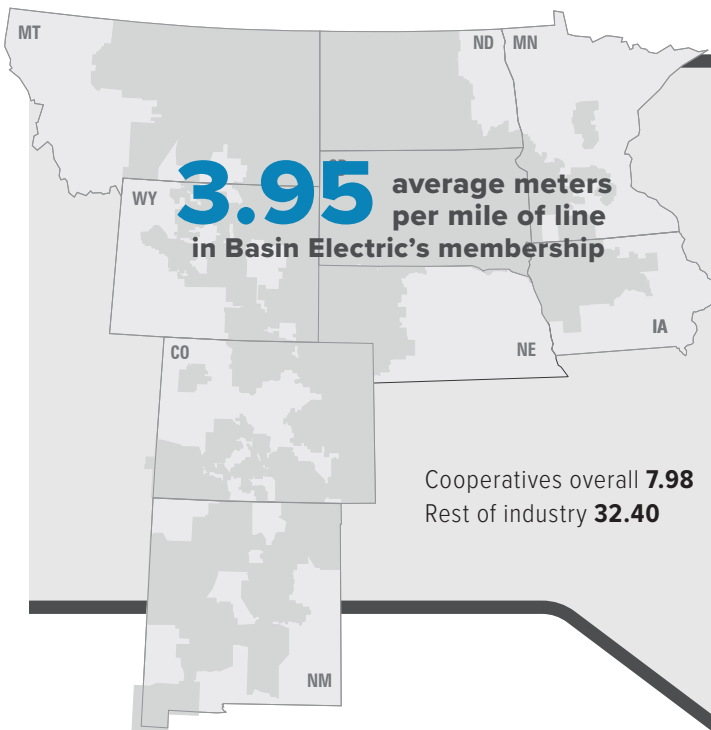 MT
ND MN
WY
3.95 average meters
per mile of line
in Basin Electric's membership
IA
NE
CO
Cooperatives overall 7.98
Rest of industry 32.40
NM